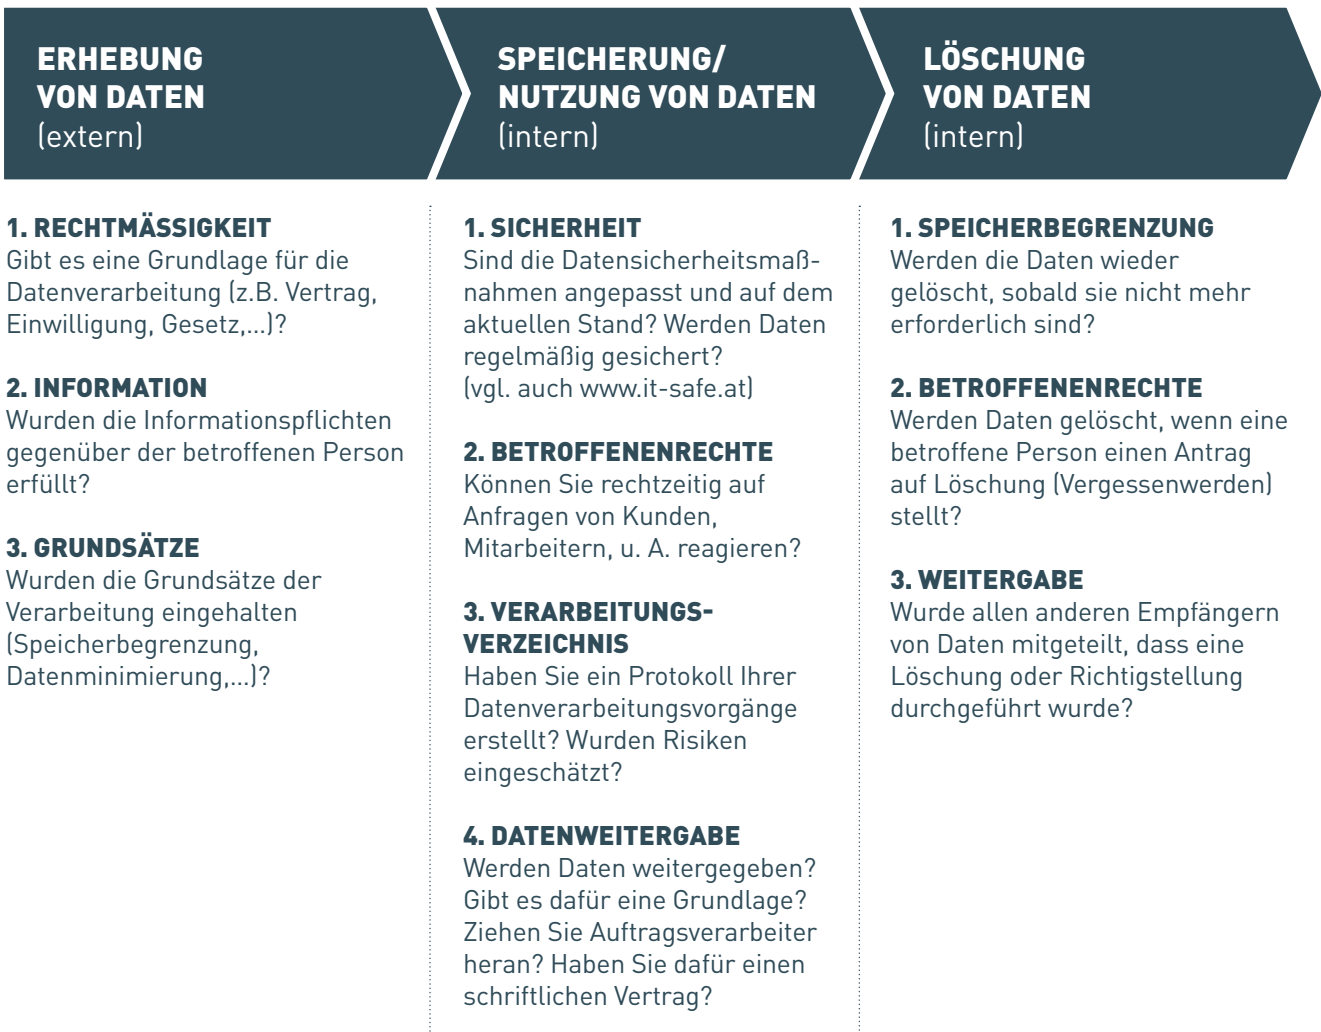 ERHEBUNG
VON DATEN
(extern)
1. RECHTMÄSSIGKEIT
Gibt es eine Grundlage für die
Datenverarbeitung (z.B. Vertrag,
Einwilligung, Gesetz,...)?
2. INFORMATION
Wurden die Informationspflichten
gegenüber der betroffenen Person
erfüllt?
3. GRUNDSÄTZE
Wurden die Grundsätze der
Verarbeitung eingehalten
(Speicherbegrenzung,
Datenminimierung,...)?
SPEICHERUNG/
NUTZUNG VON DATEN
(intern)
1. SICHERHEIT
Sind die Datensicherheitsmaß-
nahmen angepasst und auf dem
aktuellen Stand? Werden Daten
regelmäßig gesichert?
(vgl. auch www.it-safe.at)
2. BETROFFENENRECHTE
Können Sie rechtzeitig auf
Anfragen von Kunden,
Mitarbeitern, u. A. reagieren?
3. VERARBEITUNGS-
VERZEICHNIS
Haben Sie ein Protokoll Ihrer
Datenverarbeitungsvorgänge
erstellt? Wurden Risiken
eingeschätzt?
4. DATENWEITERGABE
Werden Daten weitergegeben?
Gibt es dafür eine Grundlage?
Ziehen Sie Auftragsverarbeiter
heran? Haben Sie dafür einen
schriftlichen Vertrag?
LÖSCHUNG
VON DATEN
(intern)
1. SPEICHERBEGRENZUNG
Werden die Daten wieder
gelöscht, sobald sie nicht mehr
erforderlich sind?
2. BETROFFENENRECHTE
Werden Daten gelöscht, wenn eine
betroffene Person einen Antrag
auf Löschung (Vergessenwerden)
stellt?
3. WEITERGABE
Wurde allen anderen Empfängern
von Daten mitgeteilt, dass eine
Löschung oder Richtigstellung
durchgeführt wurde?